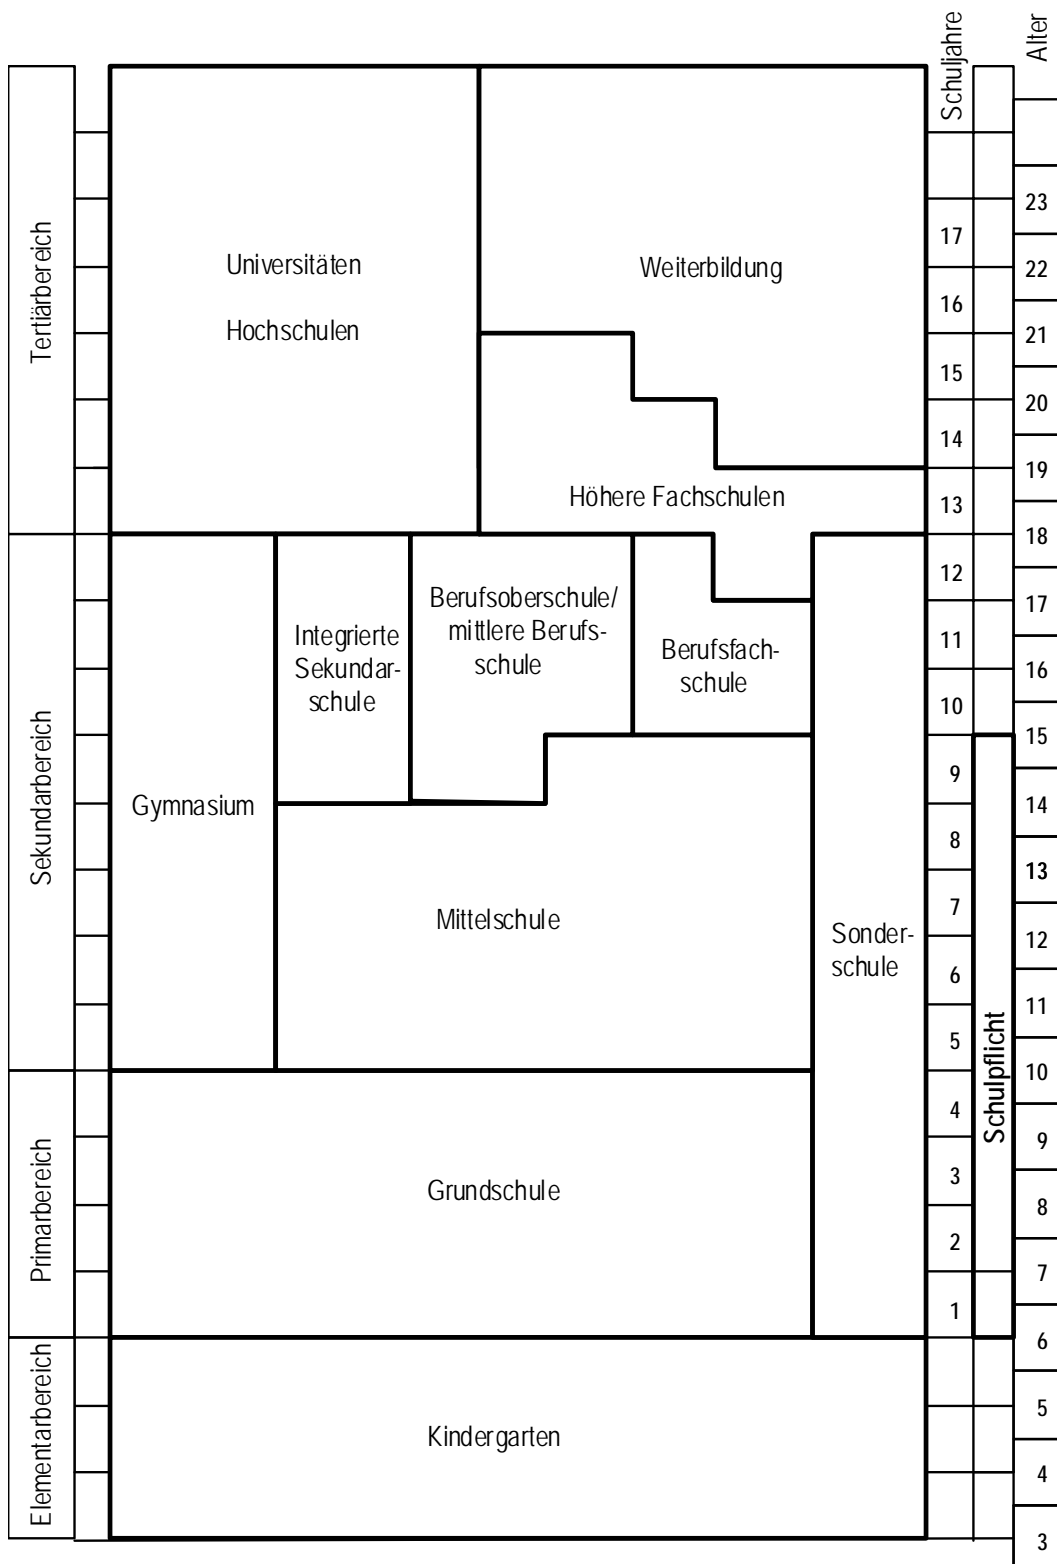 Schuljahre
Alter
Tertiärbereich
Universitäten
Hochschulen
Weiterbildung
Höhere Fachschulen
Sekundarbereich
Gymnasium
Integrierte
Sekundar-
schule
Berufsoberschule/
mittlere Berufs-
schule
Berufsfach-
schule
Mittelschule
Sonder-
schule
Primarbereich
Grundschule
Elementarbereich
Kindergarten
17
16
15
14
13
12
11
10
9
8
7
6
5
4
3
2
1
Schulpflicht
23
22
21
20
19
18
17
16
15
14
13
12
11
10
9
8
7
6
5
4
3